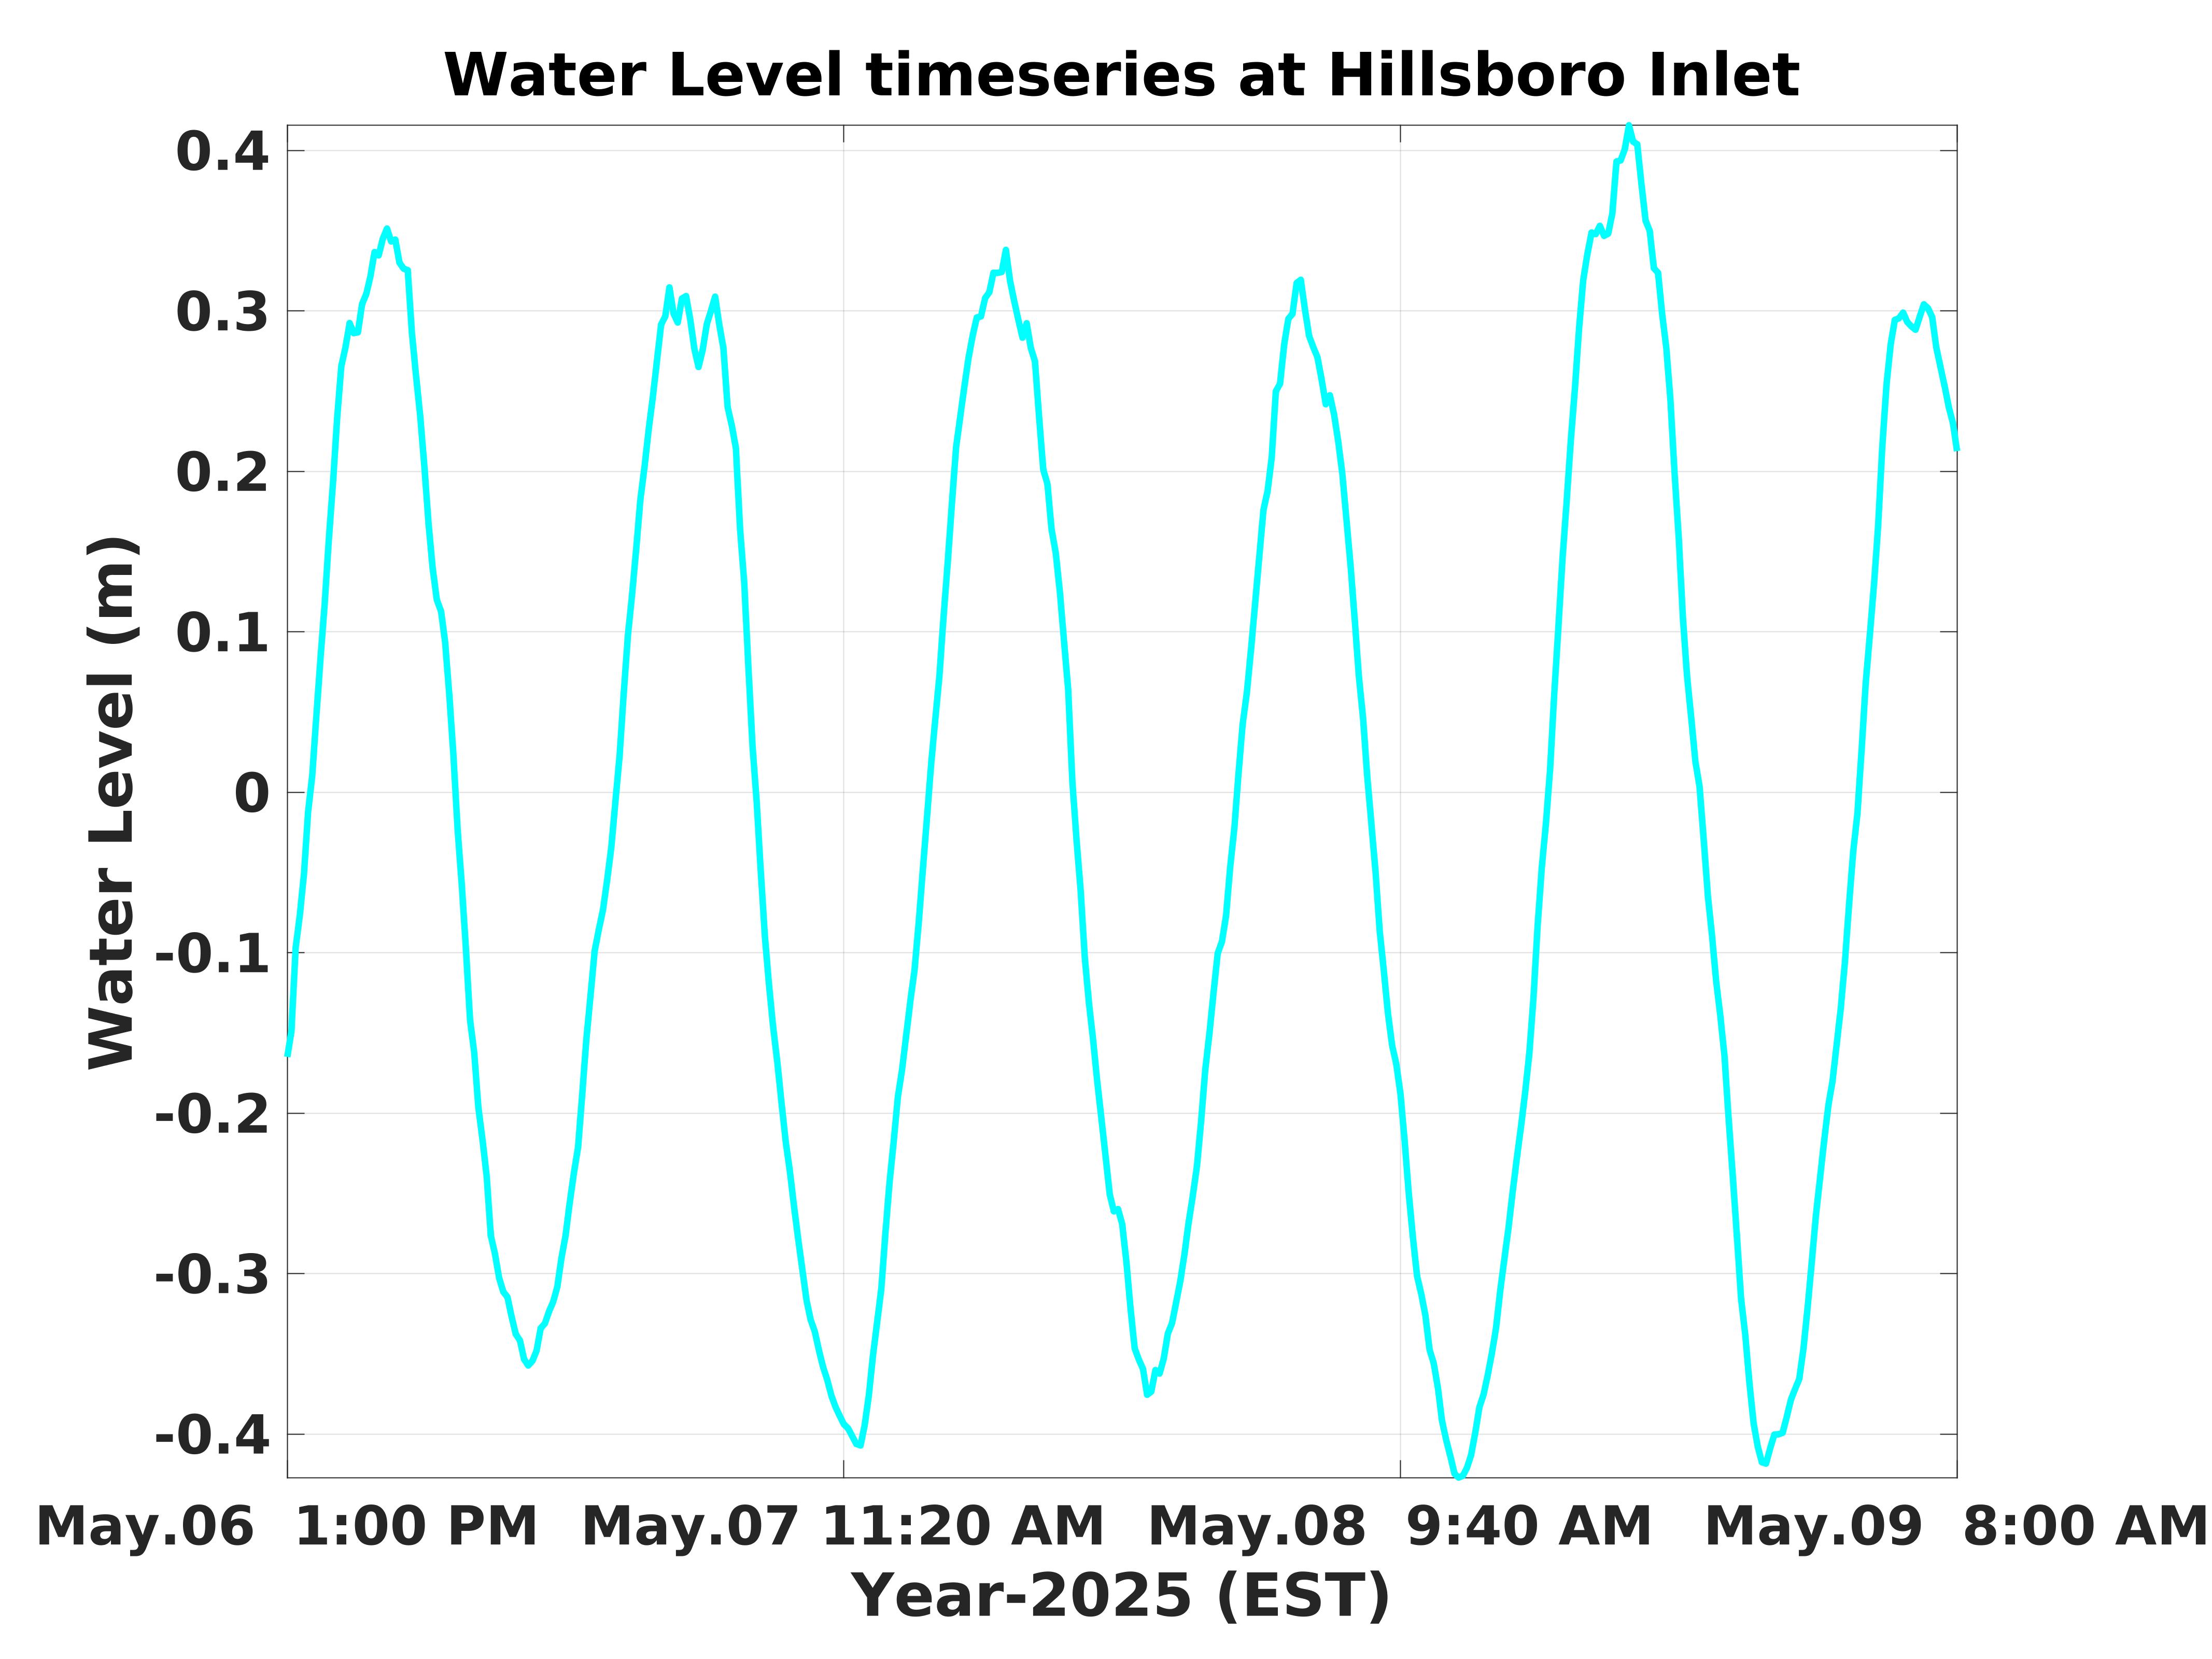 Water Level timeseries at Hillsboro Inlet
0.4
0.3
0.2
0.1
0
-0.1
-0.2
-0.3
-0.4
Water Level (m)
May.06 1:00 PM May.07 11:20 AM May.08 9:40 AM May.09 8:00 AM
Year-2025 (EST)